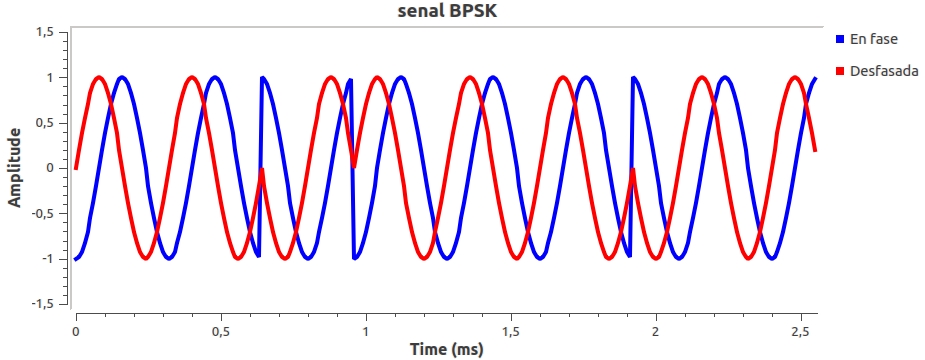 senal BPSK
1,5
1
0,5
0
-0,5
-1
-1,5
Amplitude
0
0,5
1
1,5
2
2,5
Time (ms)
En fase
Desfasada